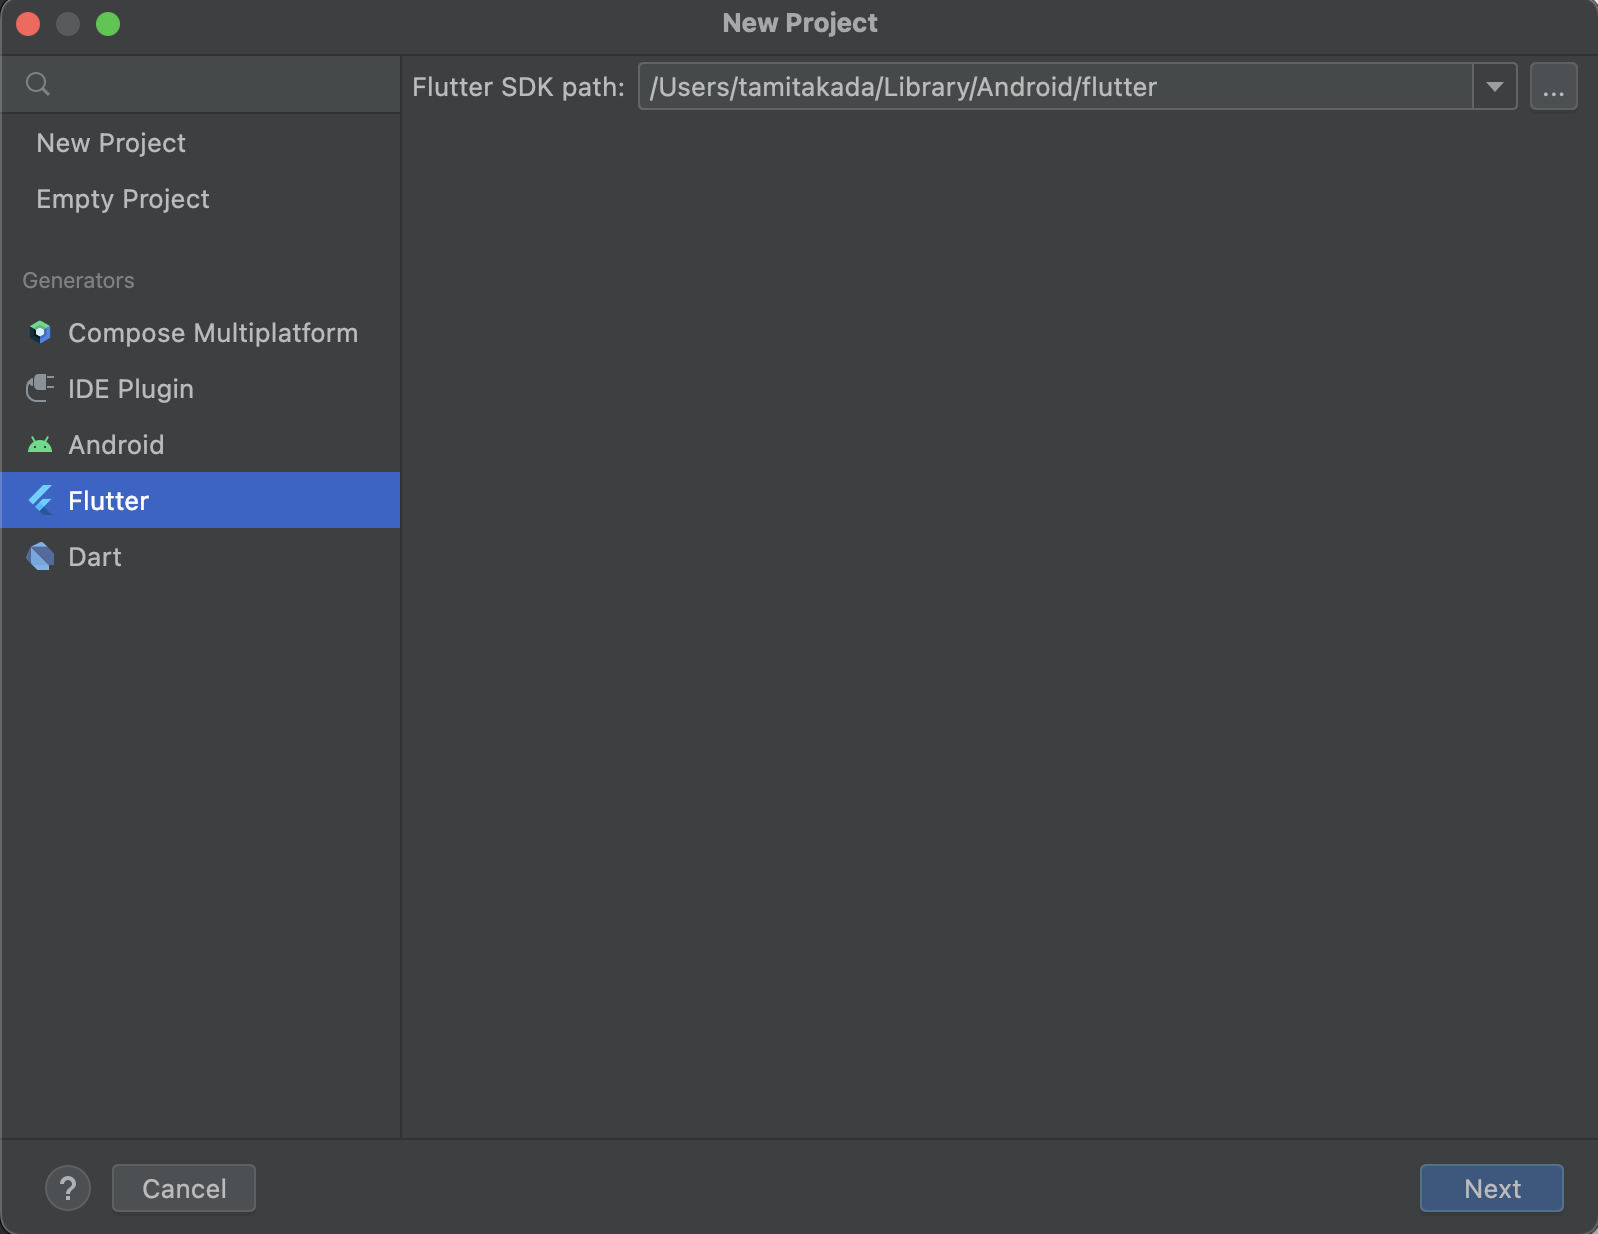 New Project
Flutter SDK path: /Users/tamitakada/Library/Android/flutter ...
New Project
Empty Project
Generators
Compose Multiplatform
IDE Plugin
Android
Flutter
Dart
? Cancel Next